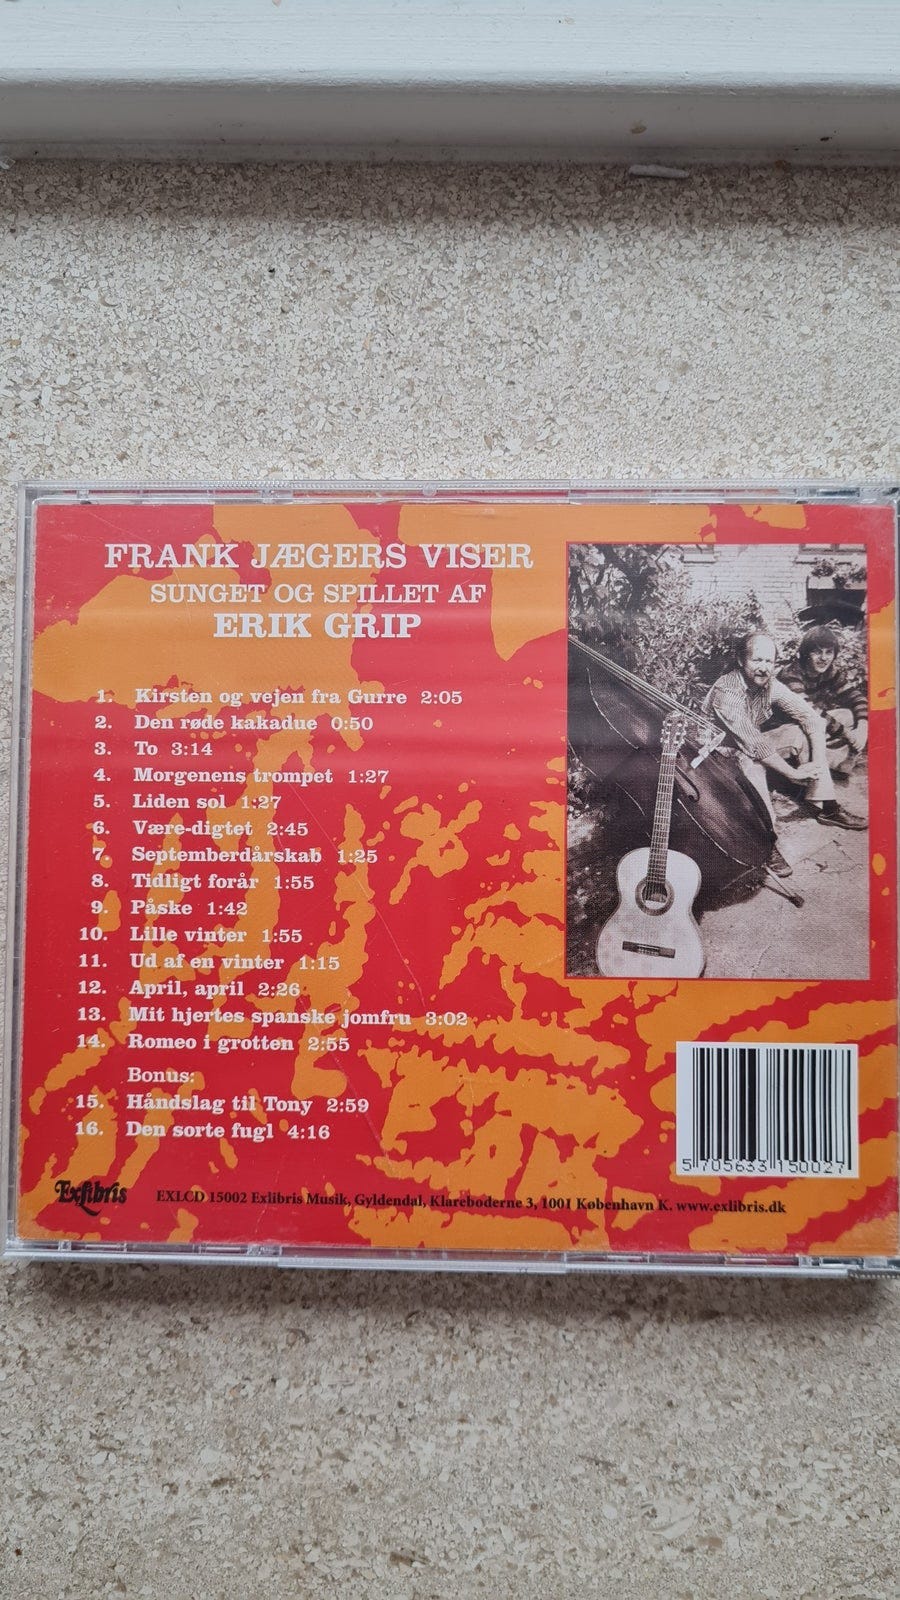 FRANK JÆGERS VISER
SUNGET OG SPILLET AF
ERIK GRIP
1. Kirsten og vejen fra Gurre 2:05
2. Den røde kakadue 0:50
3. To 3:14
4. Morgenens trompet 1:27
5. Liden sol 1:27
6. Være-digtet 2:45
7. Septemberdårskab 1:25
8. Tidligt forår 1:55
9. Påske 1:42
10. Lille vinter 1:55
11. Ud af en vinter 1:15
12. April, april 2:26
13. Mit hjertes spanske jomfru 3:02
14. Romeo i grotten 2:55
Bonus:
15. Håndslag til Tony 2:59
16. Den sorte fugl 4:16
5 705633 150027
Exlibris EXLCD 15002 Exlibris Musik, Gyldendal, Klareboderne 3, 1001 København K. www.exlibris.dk